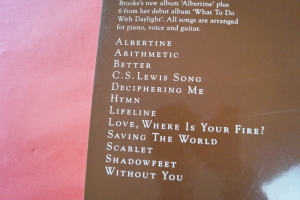 Brooke's new album 'Albertine' plus
6 from her debut album 'What To Do
With Daylight'. All songs are arranged
for piano, voice and guitar.
Albertine
Arithmetic
Better
C.S. Lewis Song
Deciphering Me
Hymn
Lifeline
Love, Where Is Your Fire?
Saving The World
Scarlet
Shadowfeet
Without You